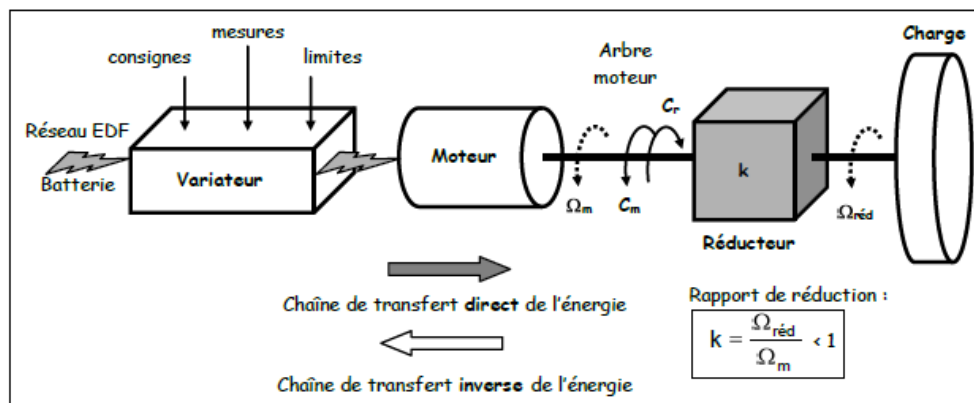 mesures
consignes
limites
Réseau EDF
Batterie
Variateur
Moteur
Arbre
moteur
Ωm
Cm
Cr
k
Réducteur
Ωréd
Charge
Chaîne de transfert direct de l'énergie
Chaîne de transfert inverse de l'énergie
Rapport de réduction :
k = Ωréd / Ωm < 1